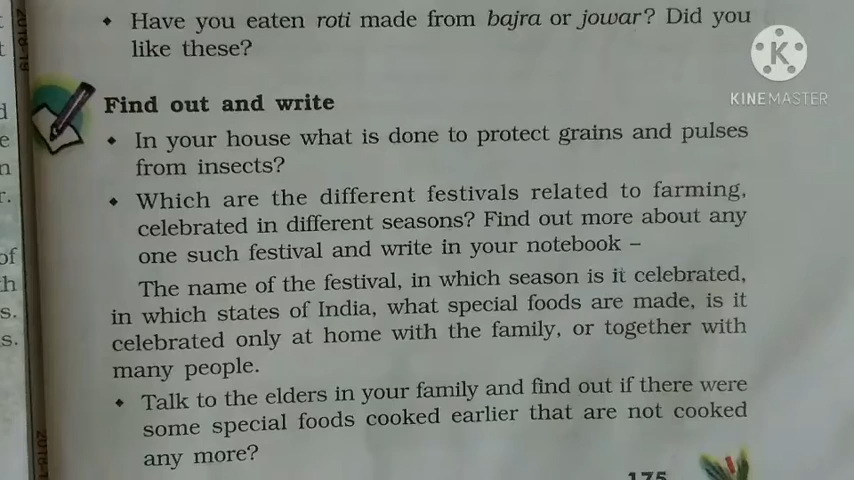 • Have you eaten roti made from bajra or jowar? Did you
like these?
K
KINEMASTER
Find out and write
• In your house what is done to protect grains and pulses
from insects?
• Which are the different festivals related to farming,
celebrated in different seasons? Find out more about any
one such festival and write in your notebook –
The name of the festival, in which season is it celebrated,
in which states of India, what special foods are made, is it
celebrated only at home with the family, or together with
many people.
• Talk to the elders in your family and find out if there were
some special foods cooked earlier that are not cooked
any more?
175
2018-19